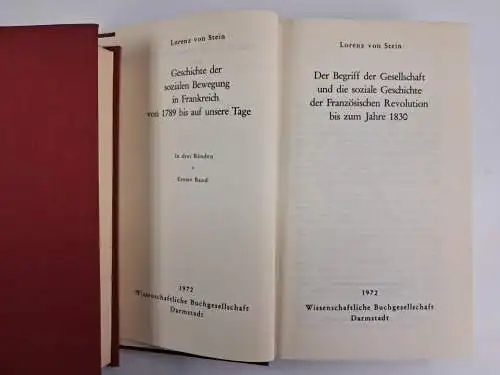 Lorenz von Stein
Geschichte der
sozialen Bewegung
in Frankreich
von 1789 bis auf unsere Tage
In drei Bänden
*
Erster Band
1972
Wissenschaftliche Buchgesellschaft
Darmstadt
Lorenz von Stein
Der Begriff der Gesellschaft
und die soziale Geschichte
der Französischen Revolution
bis zum Jahre 1830
1972
Wissenschaftliche Buchgesellschaft
Darmstadt